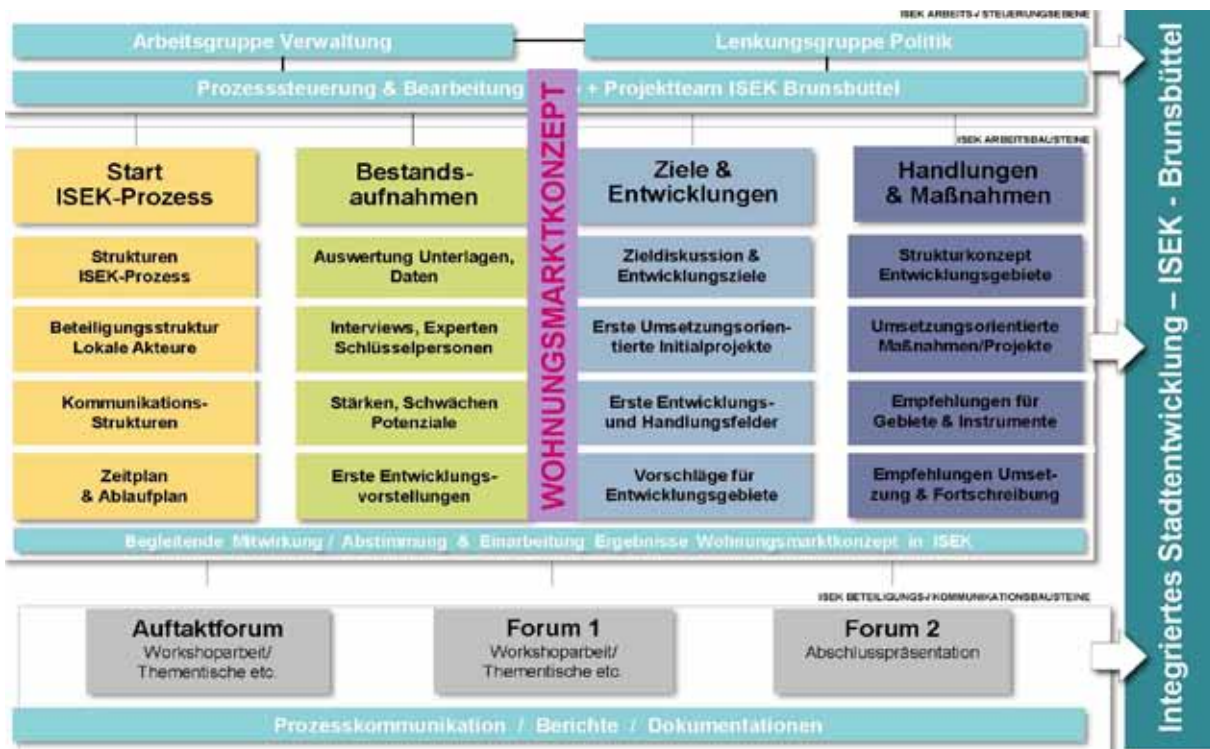 ISEK ARBEITS-/ STEUERUNGSEBENE
Arbeitsgruppe Verwaltung
Lenkungsgruppe Politik
Prozesssteuerung & Bearbeitung
+ Projektteam ISEK Brunsbüttel
WOHNUNGSMARKTKONZEPT
ISEK ARBEITSBAUSTEINE
Start
ISEK-Prozess
Strukturen
ISEK-Prozess
Beteiligungsstruktur
Lokale Akteure
Kommunikations-
Strukturen
Zeitplan
& Ablaufplan
Bestands-
aufnahmen
Auswertung Unterlagen,
Daten
Interviews, Experten
Schlüsselpersonen
Stärken, Schwächen
Potenziale
Erste Entwicklungs-
vorstellungen
Ziele &
Entwicklungen
Zieldiskussion &
Entwicklungsziele
Erste Umsetzungsorien-
tierte Initialprojekte
Erste Entwicklungs-
und Handlungsfelder
Vorschläge für
Entwicklungsgebiete
Handlungen
& Maßnahmen
Strukturkonzept
Entwicklungsgebiete
Umsetzungsorientierte
Maßnahmen/Projekte
Empfehlungen für
Gebiete & Instrumente
Empfehlungen Umset-
zung & Fortschreibung
Begleitende Mitwirkung / Abstimmung & Einarbeitung Ergebnisse Wohnungsmarktkonzept in ISEK
ISEK BETEILIGUNGS-/ KOMMUNIKATIONSBAUSTEINE
Auftaktforum
Workshoparbeit/
Thementische etc.
Forum 1
Workshoparbeit/
Thementische etc.
Forum 2
Abschlusspräsentation
Prozesskommunikation / Berichte / Dokumentationen
Integriertes Stadtentwicklung – ISEK - Brunsbüttel